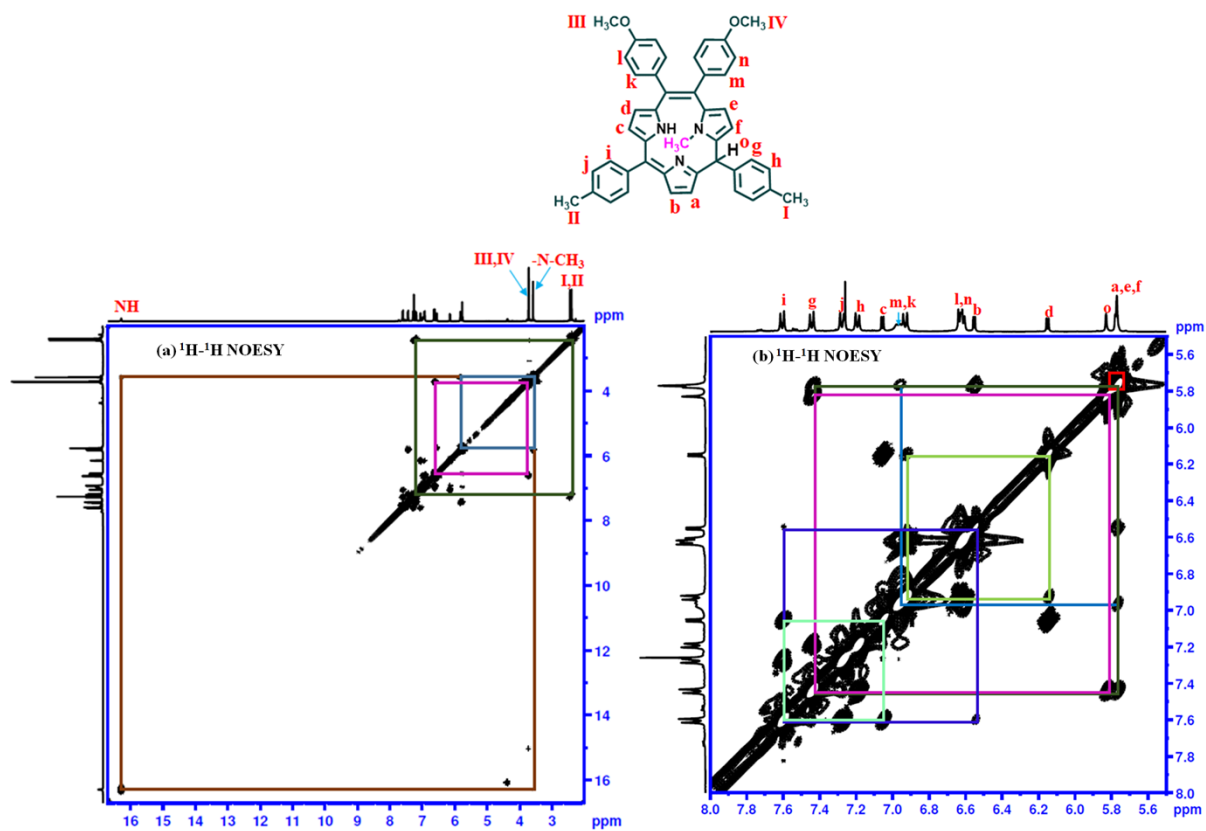 III H₃CO OCH₃ IV
l n
k m
d e
c NH N f
H₃C H o g
j i N h
H₃C CH₃
II b a I
III,IV -N-CH₃
NH I,II
ppm
(a) ¹H-¹H NOESY
4
6
8
10
12
14
16
16 15 14 13 12 11 10 9 8 7 6 5 4 3 ppm
i g j h c m,k l,n b d o a,e,f
ppm
(b) ¹H-¹H NOESY
5.6
5.8
6.0
6.2
6.4
6.6
6.8
7.0
7.2
7.4
7.6
7.8
8.0
8.0 7.8 7.6 7.4 7.2 7.0 6.8 6.6 6.4 6.2 6.0 5.8 5.6 ppm